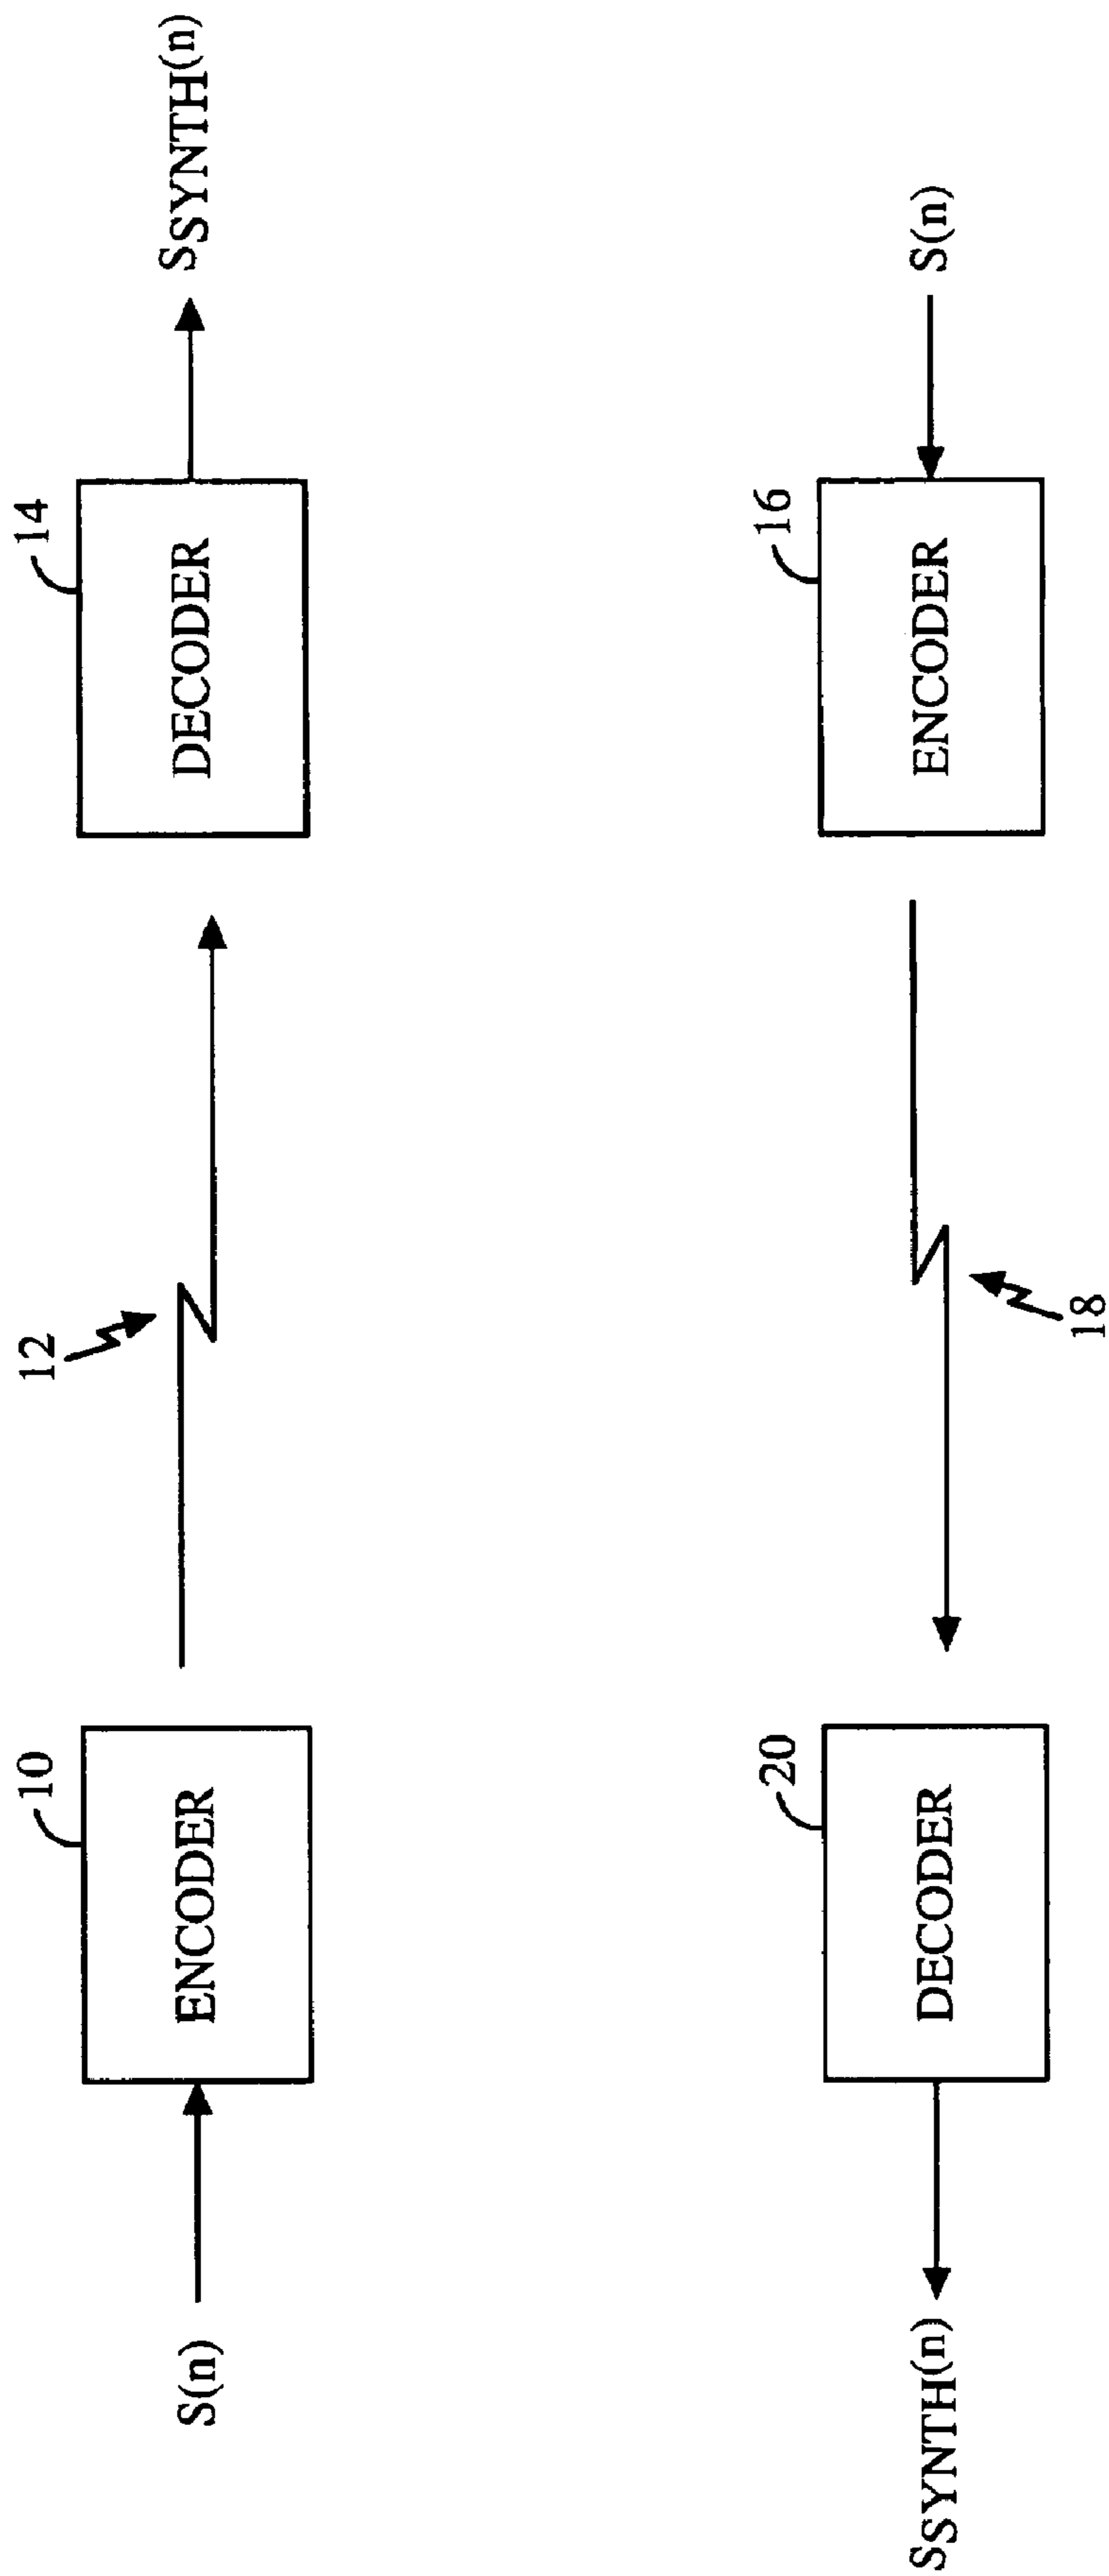 10
12
14
S(n)
ENCODER
DECODER
SSYNTH(n)
20
16
SSYNTH(n)
DECODER
ENCODER
S(n)
18